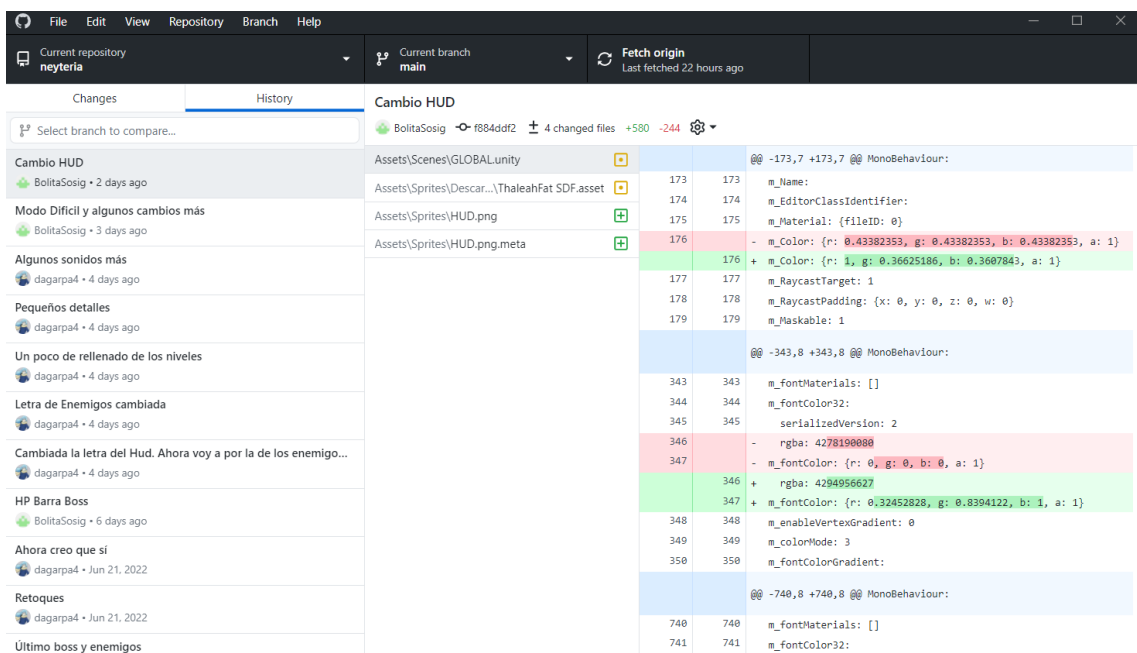 File Edit View Repository Branch Help
Current repository
neyteria
Current branch
main
Fetch origin
Last fetched 22 hours ago
Changes History
Select branch to compare...
Cambio HUD
BolitaSosig • 2 days ago
Modo Dificil y algunos cambios más
BolitaSosig • 3 days ago
Algunos sonidos más
dagarpa4 • 4 days ago
Pequeños detalles
dagarpa4 • 4 days ago
Un poco de rellenado de los niveles
dagarpa4 • 4 days ago
Letra de Enemigos cambiada
dagarpa4 • 4 days ago
Cambiada la letra del Hud. Ahora voy a por la de los enemigo...
dagarpa4 • 4 days ago
HP Barra Boss
BolitaSosig • 6 days ago
Ahora creo que sí
dagarpa4 • Jun 21, 2022
Retoques
dagarpa4 • Jun 21, 2022
Último boss y enemigos
Cambio HUD
BolitaSosig f884ddf2 4 changed files +580 -244
Assets\Scenes\GLOBAL.unity
Assets\Sprites\Descar...\ThaleahFat SDF.asset
Assets\Sprites\HUD.png
Assets\Sprites\HUD.png.meta
@@ -173,7 +173,7 @@ MonoBehaviour:
173 173 m_Name:
174 174 m_EditorClassIdentifier:
175 175 m_Material: {fileID: 0}
176 - m_Color: {r: 0.43382353, g: 0.43382353, b: 0.43382353, a: 1}
176 + m_Color: {r: 1, g: 0.36625186, b: 0.3607843, a: 1}
177 177 m_RaycastTarget: 1
178 178 m_RaycastPadding: {x: 0, y: 0, z: 0, w: 0}
179 179 m_Maskable: 1
@@ -343,8 +343,8 @@ MonoBehaviour:
343 343 m_fontMaterials: []
344 344 m_fontColor32:
345 345 serializedVersion: 2
346 - rgba: 4278190080
347 - m_fontColor: {r: 0, g: 0, b: 0, a: 1}
346 + rgba: 4294956627
347 + m_fontColor: {r: 0.32452828, g: 0.8394122, b: 1, a: 1}
348 348 m_enableVertexGradient: 0
349 349 m_colorMode: 3
350 350 m_fontColorGradient:
@@ -740,8 +740,8 @@ MonoBehaviour:
740 740 m_fontMaterials: []
741 741 m_fontColor32: